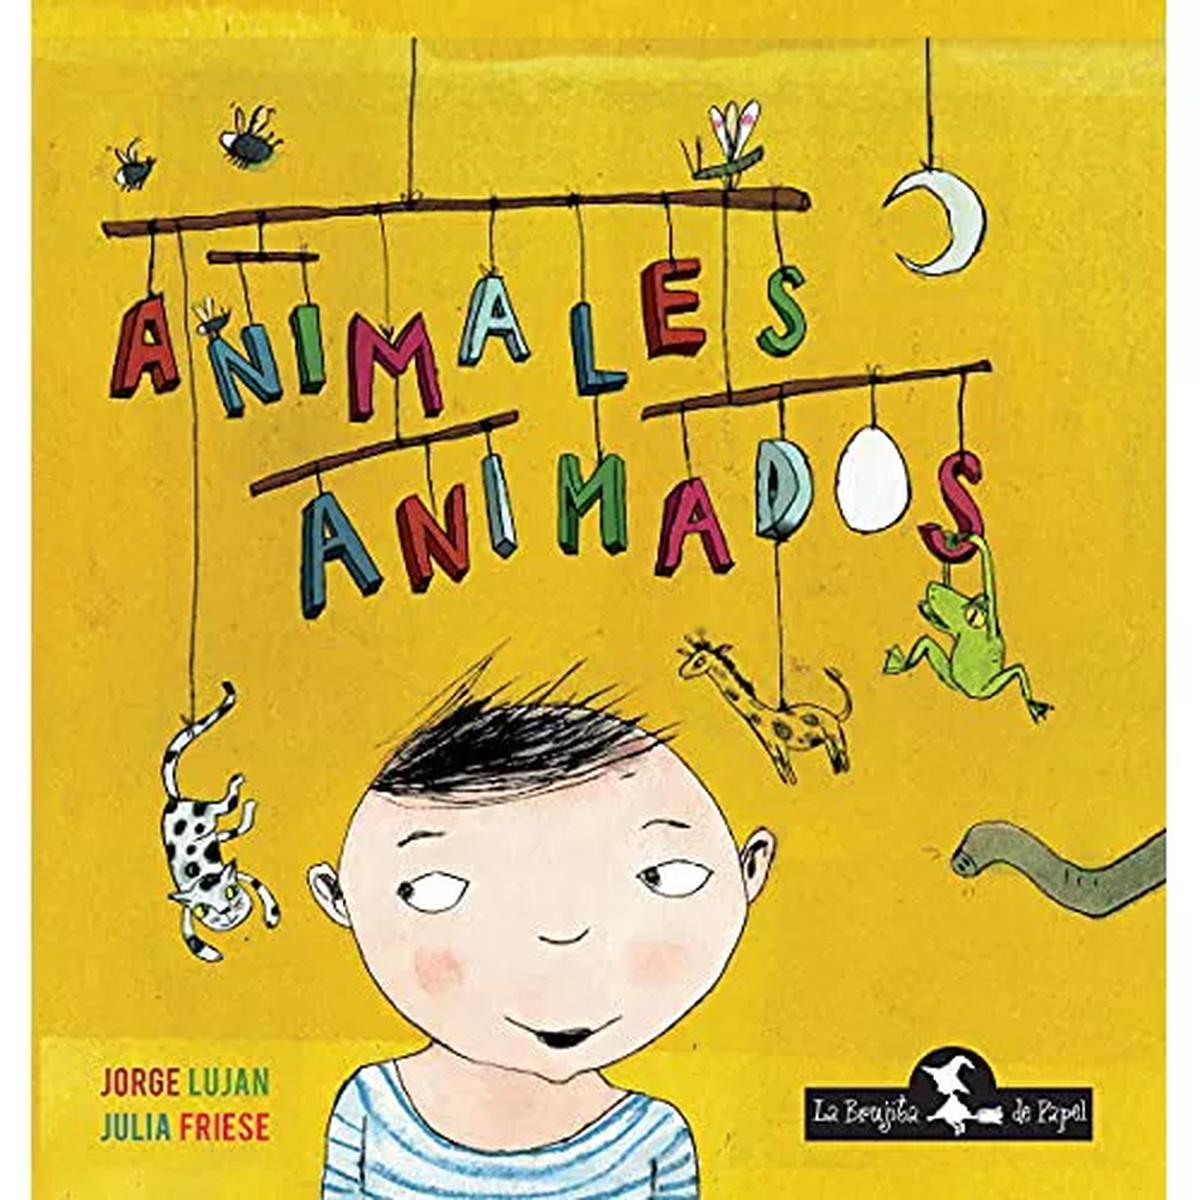 ANIMALES
ANIMADOS
JORGE LUJAN
JULIA FRIESE
La Brujita de Papel